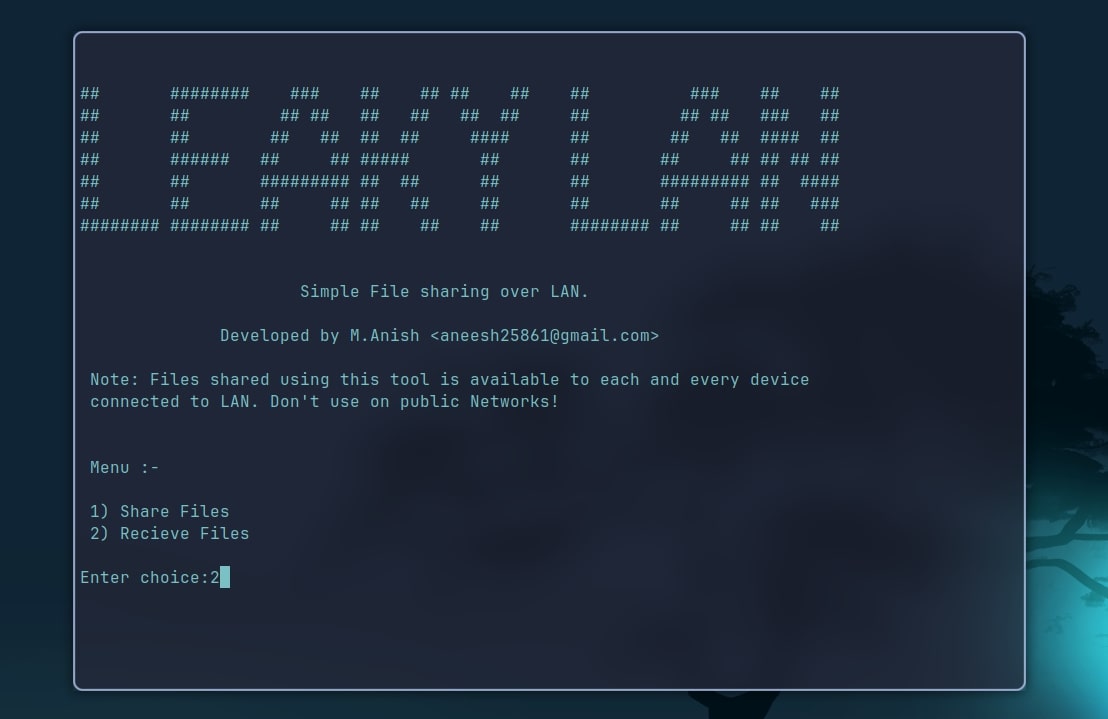 LEAKY LAN
Simple File sharing over LAN.
Developed by M.Anish <aneesh25861@gmail.com>
Note: Files shared using this tool is available to each and every device
connected to LAN. Don't use on public Networks!
Menu :-
1) Share Files
2) Recieve Files
Enter choice:2